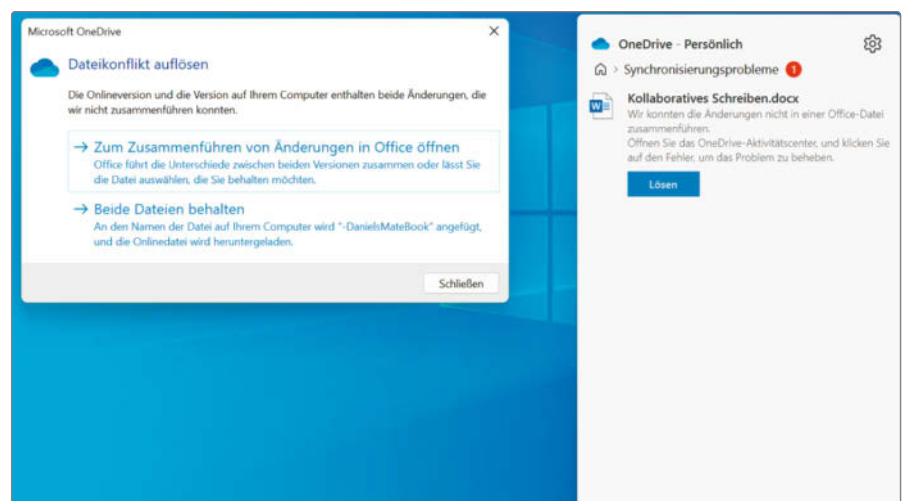 Microsoft OneDrive
Dateikonflikt auflösen
Die Onlineversion und die Version auf Ihrem Computer enthalten beide Änderungen, die
wir nicht zusammenführen konnten.
→ Zum Zusammenführen von Änderungen in Office öffnen
Office führt die Unterschiede zwischen beiden Versionen zusammen oder lässt Sie
die Datei auswählen, die Sie behalten möchten.
→ Beide Dateien behalten
An den Namen der Datei auf Ihrem Computer wird "-DanielsMateBook" angefügt,
und die Onlinedatei wird heruntergeladen.
Schließen
OneDrive - Persönlich
> Synchronisierungsprobleme 1
Kollaboratives Schreiben.docx
Wir konnten die Änderungen nicht in einer Office-Datei
zusammenführen.
Öffnen Sie das OneDrive-Aktivitätscenter, und klicken Sie
auf den Fehler, um das Problem zu beheben.
Lösen